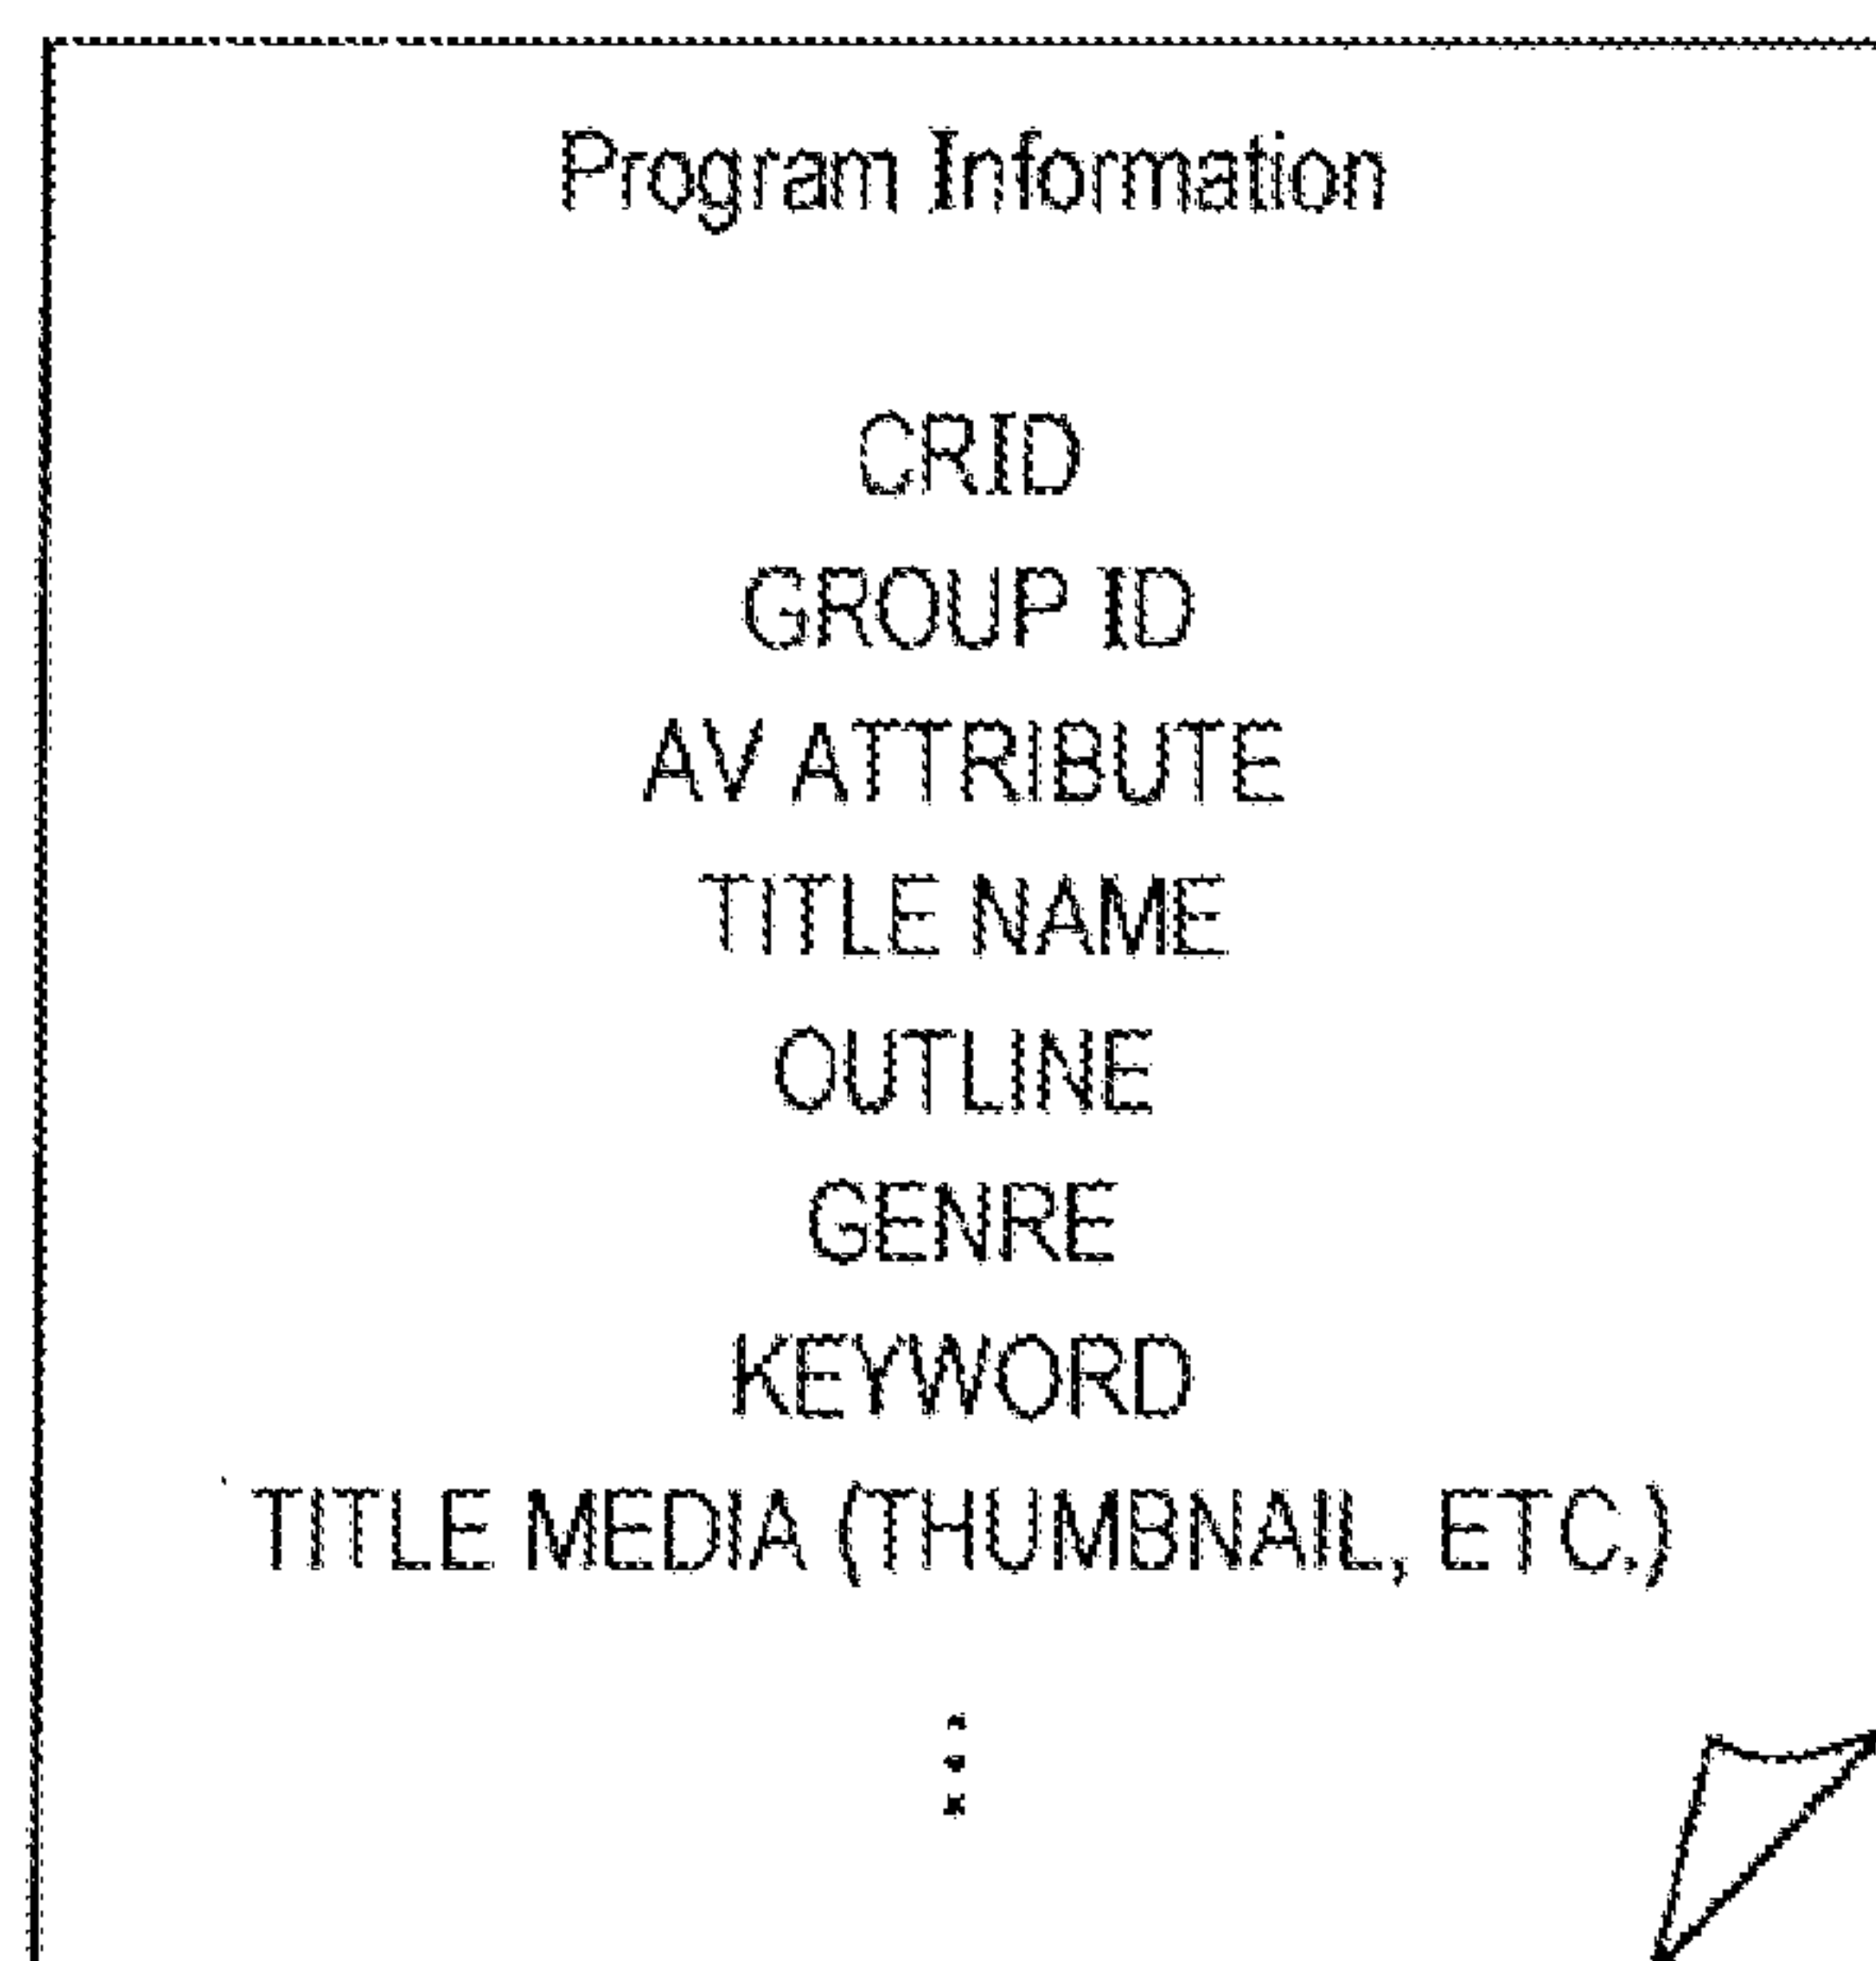 Program Information
CRID
GROUP ID
AV ATTRIBUTE
TITLE NAME
OUTLINE
GENRE
KEYWORD
TITLE MEDIA (THUMBNAIL, ETC.)